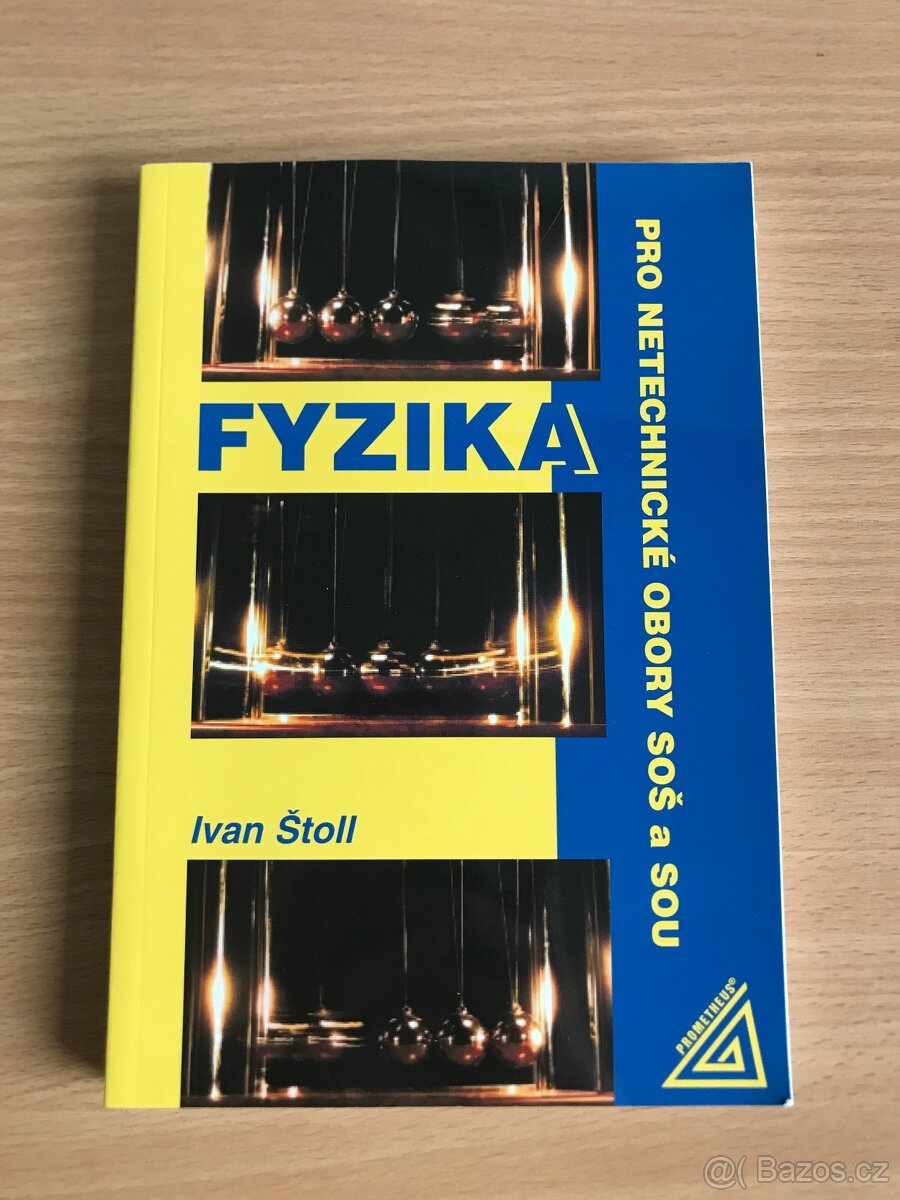 FYZIKA
PRO NETECHNICKÉ OBORY SOŠ a SOU
Ivan Štoll
PROMETHEUS®
@( Bazos.cz